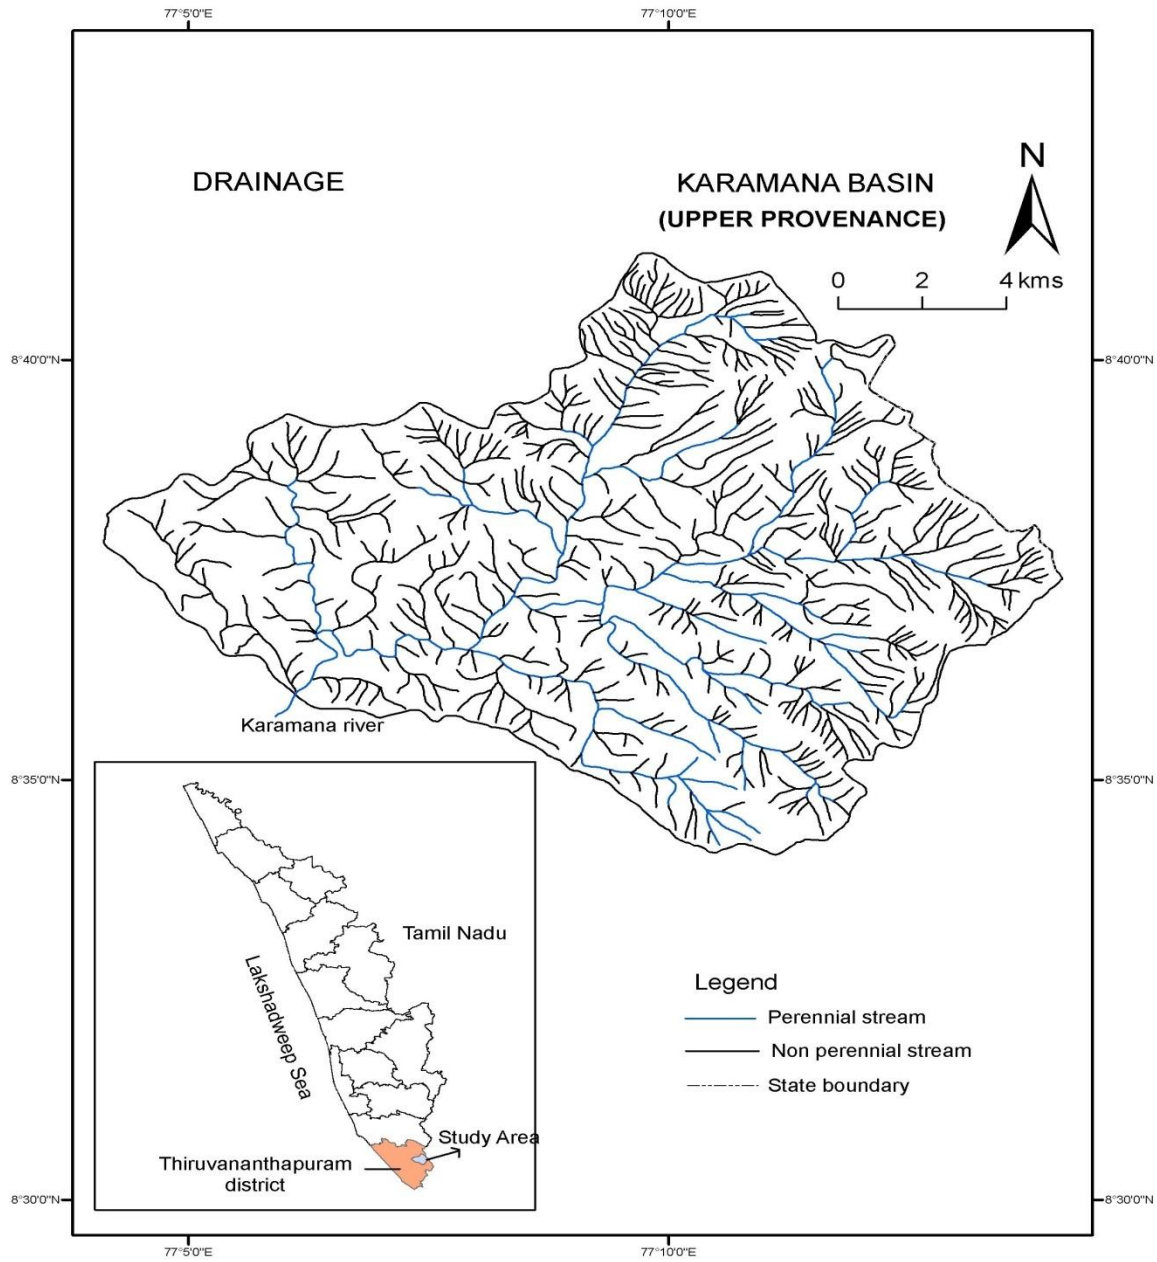 77°5'0"E 77°10'0"E
DRAINAGE
KARAMANA BASIN
(UPPER PROVENANCE)
N
0 2 4 kms
8°40'0"N 8°40'0"N
Karamana river
8°35'0"N 8°35'0"N
Tamil Nadu
Lakshadweep Sea
Study Area
Thiruvananthapuram
district
Legend
Perennial stream
Non perennial stream
State boundary
8°30'0"N 8°30'0"N
77°5'0"E 77°10'0"E